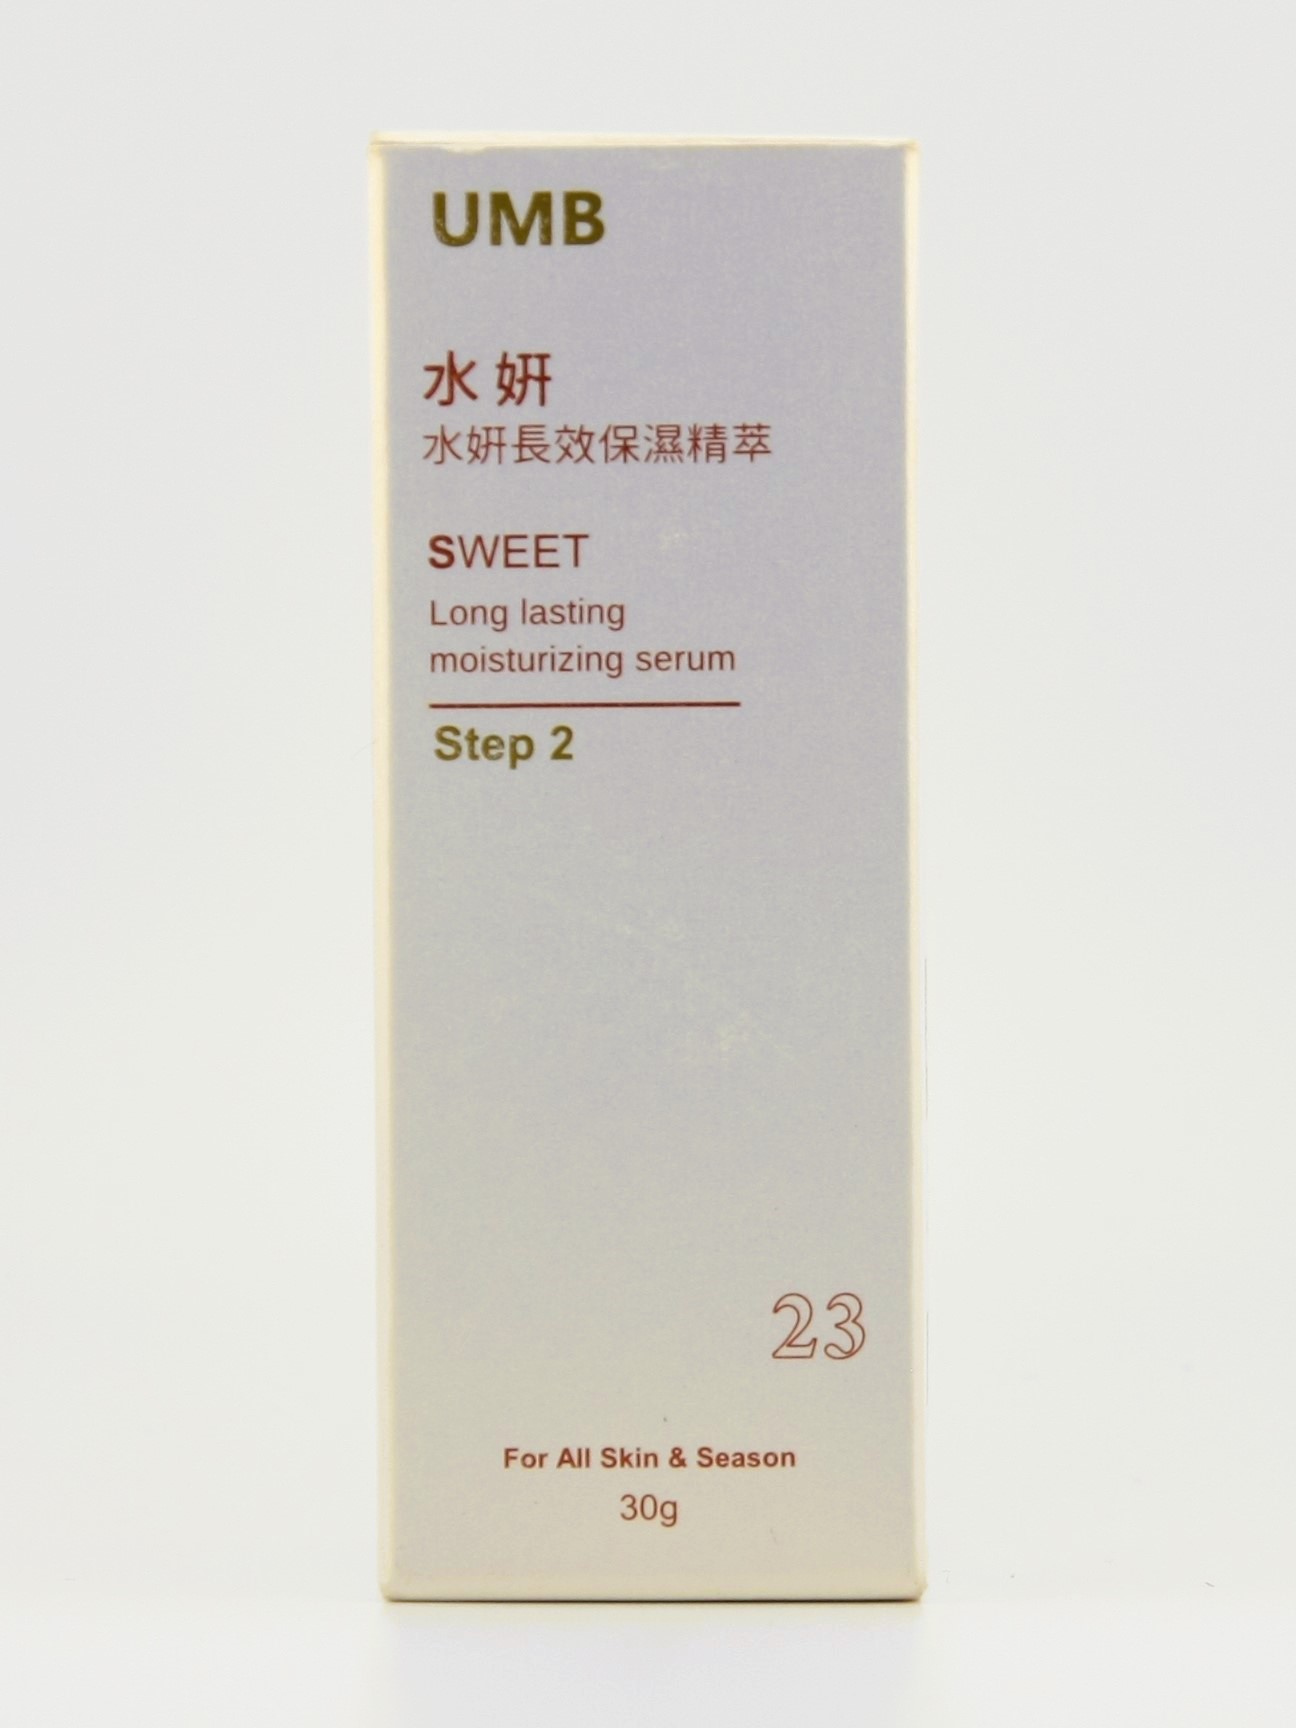 UMB
水妍
水妍長效保濕精萃
SWEET
Long lasting
moisturizing serum
Step 2
23
For All Skin & Season
30g